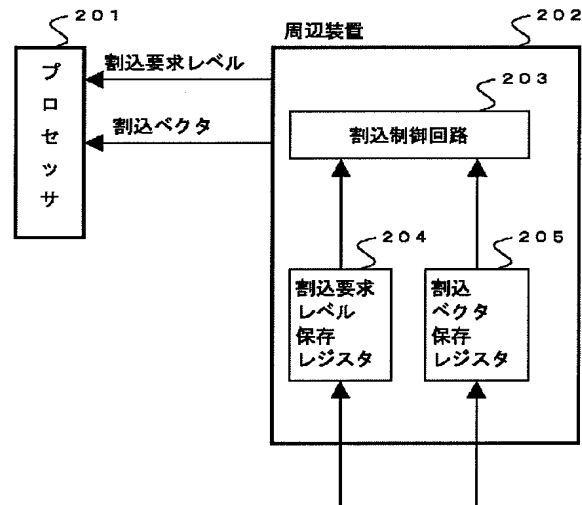 201
プロセッサ
割込要求レベル
割込ベクタ
周辺装置
202
203
割込制御回路
204
割込要求
レベル
保存
レジスタ
205
割込
ベクタ
保存
レジスタ